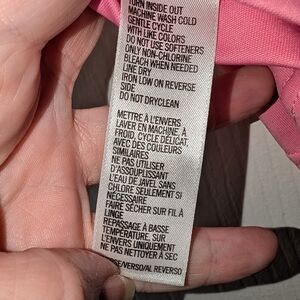 TURN INSIDE OUT
MACHINE WASH COLD
GENTLE CYCLE
WITH LIKE COLORS
DO NOT USE SOFTENERS
ONLY NON-CHLORINE
BLEACH WHEN NEEDED
LINE DRY
IRON LOW ON REVERSE
SIDE
DO NOT DRYCLEAN
METTRE À L'ENVERS
LAVER EN MACHINE, À
FROID, CYCLE DÉLICAT,
AVEC DES COULEURS
SIMILAIRES
NE PAS UTILISER
D'ASSOUPLISSANT
L'EAU DE JAVEL SANS
CHLORE SEULEMENT SI
NÉCESSAIRE
FAIRE SÉCHER SUR FIL À
LINGE
REPASSAGE À BASSE
TEMPÉRATURE, SUR
L'ENVERS UNIQUEMENT
NE PAS NETTOYER À SEC
/VERSO/AL REVERSO